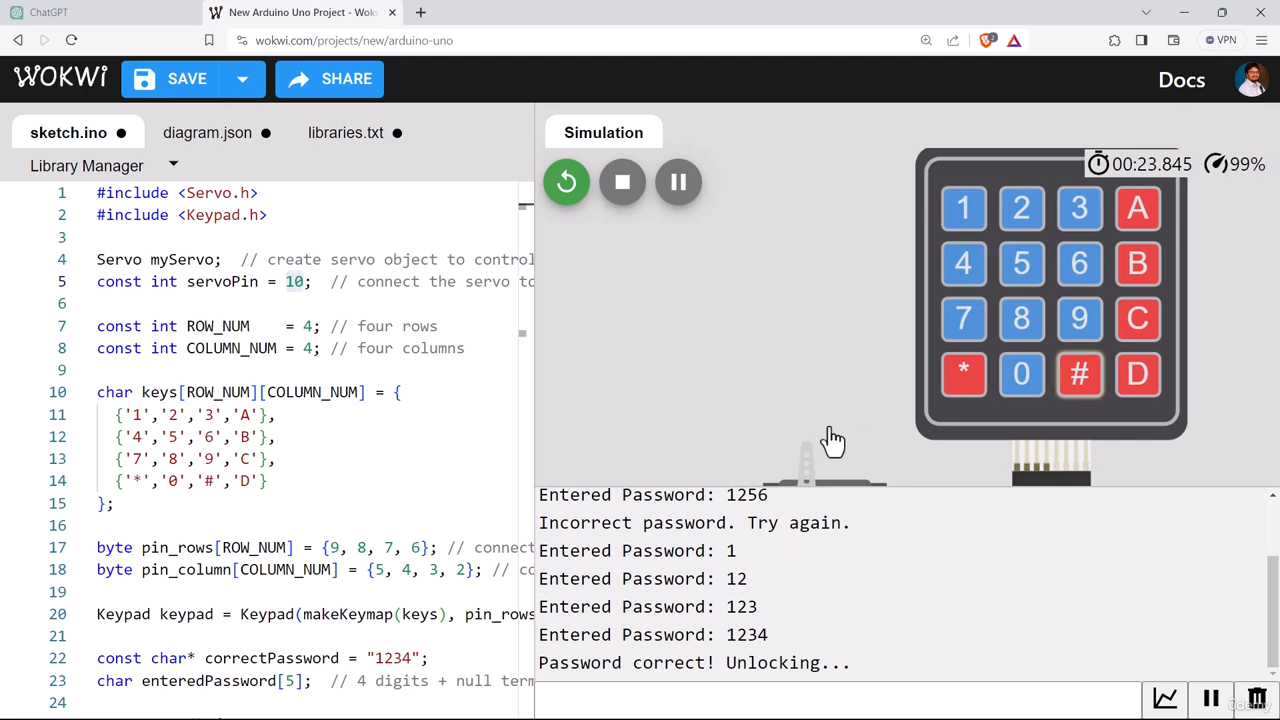 ChatGPT
New Arduino Uno Project - Wok
wokwi.com/projects/new/arduino-uno
2
VPN
WOKWI
SAVE
SHARE
Docs
sketch.ino
diagram.json
libraries.txt
Library Manager
Simulation
00:23.845
99%
1 #include <Servo.h>
2 #include <Keypad.h>
3
4 Servo myServo;  // create servo object to control
5 const int servoPin = 10;  // connect the servo to
6
7 const int ROW_NUM    = 4; // four rows
8 const int COLUMN_NUM = 4; // four columns
9
10 char keys[ROW_NUM][COLUMN_NUM] = {
11   {'1','2','3','A'},
12   {'4','5','6','B'},
13   {'7','8','9','C'},
14   {'*','0','#','D'}
15 };
16
17 byte pin_rows[ROW_NUM] = {9, 8, 7, 6}; // connec
18 byte pin_column[COLUMN_NUM] = {5, 4, 3, 2}; // co
19
20 Keypad keypad = Keypad(makeKeymap(keys), pin_rows
21
22 const char* correctPassword = "1234";
23 char enteredPassword[5];  // 4 digits + null term
24
1 2 3 A
4 5 6 B
7 8 9 C
* 0 # D
Entered Password: 1256
Incorrect password. Try again.
Entered Password: 1
Entered Password: 12
Entered Password: 123
Entered Password: 1234
Password correct! Unlocking...
Udemy